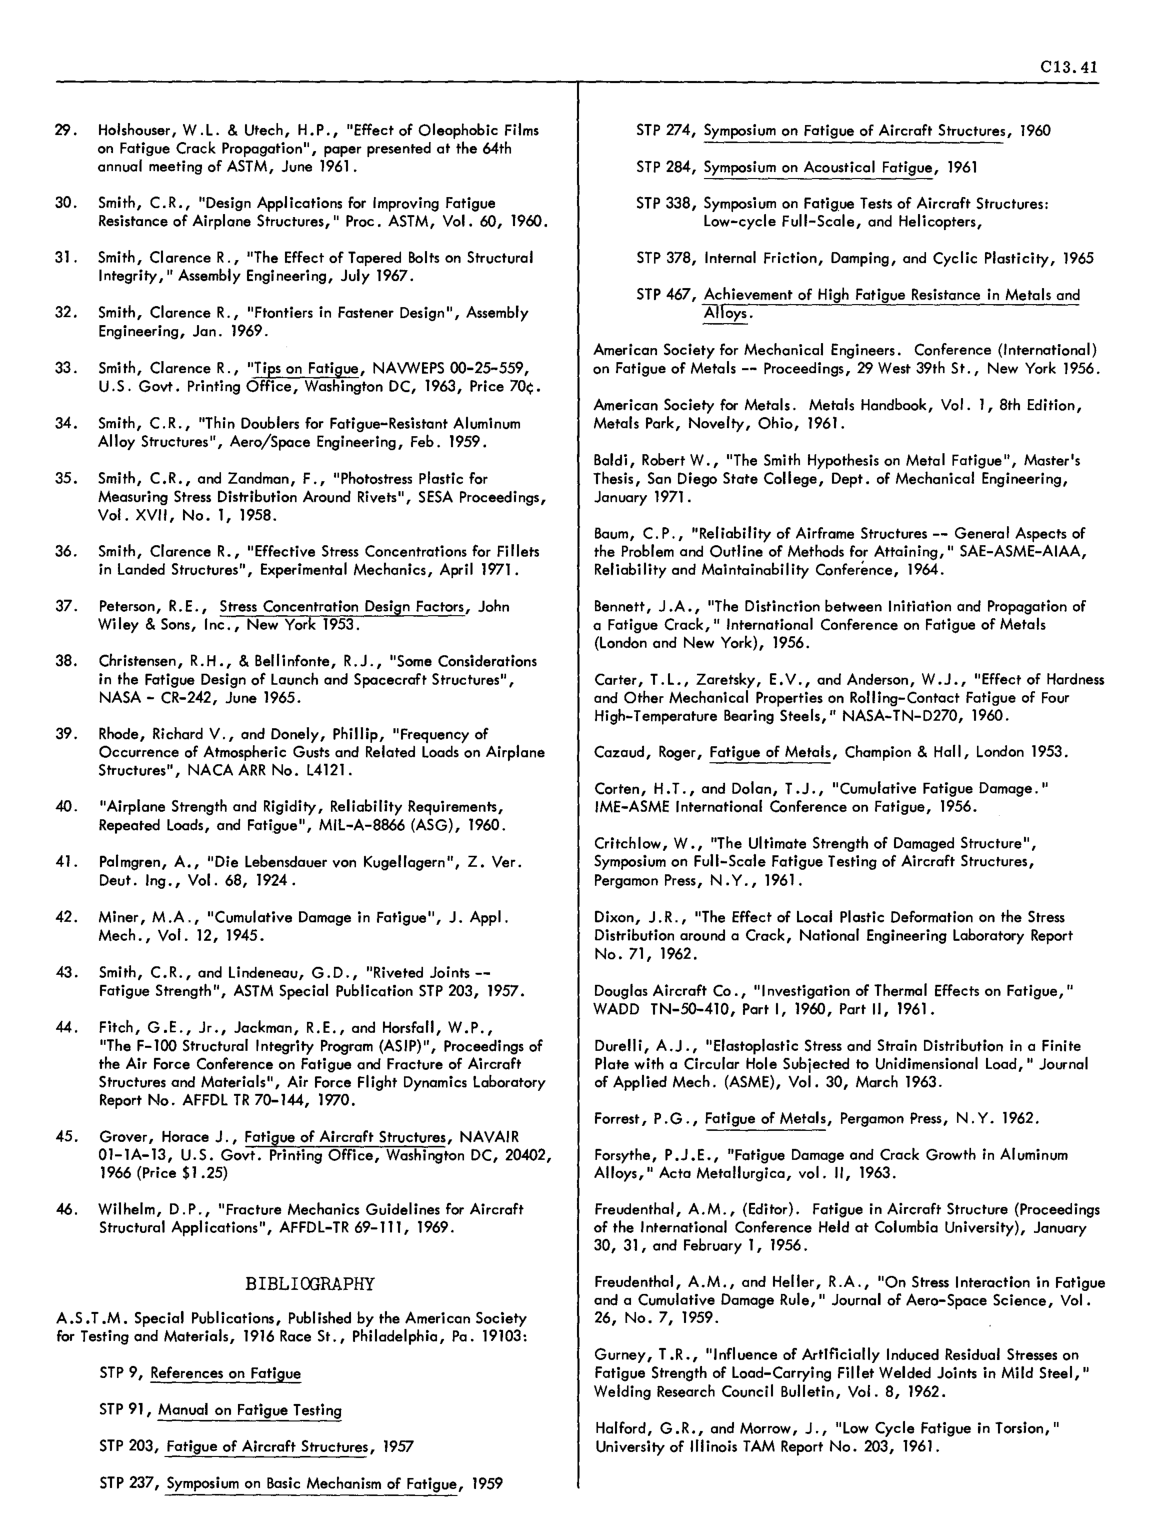 C13.41
29. Holshouser, W.L. & Utech, H.P., "Effect of Oleophobic Films
on Fatigue Crack Propagation", paper presented at the 64th
annual meeting of ASTM, June 1961.
30. Smith, C.R., "Design Applications for Improving Fatigue
Resistance of Airplane Structures," Proc. ASTM, Vol. 60, 1960.
31. Smith, Clarence R., "The Effect of Tapered Bolts on Structural
Integrity," Assembly Engineering, July 1967.
32. Smith, Clarence R., "Ftontiers in Fastener Design", Assembly
Engineering, Jan. 1969.
33. Smith, Clarence R., "Tips on Fatigue, NAVWEPS 00-25-559,
U.S. Govt. Printing Office, Washington DC, 1963, Price 70¢.
34. Smith, C.R., "Thin Doublers for Fatigue-Resistant Aluminum
Alloy Structures", Aero/Space Engineering, Feb. 1959.
35. Smith, C.R., and Zandman, F., "Photostress Plastic for
Measuring Stress Distribution Around Rivets", SESA Proceedings,
Vol. XVII, No. 1, 1958.
36. Smith, Clarence R., "Effective Stress Concentrations for Fillets
in Landed Structures", Experimental Mechanics, April 1971.
37. Peterson, R.E., Stress Concentration Design Factors, John
Wiley & Sons, Inc., New York 1953.
38. Christensen, R.H., & Bellinfonte, R.J., "Some Considerations
in the Fatigue Design of Launch and Spacecraft Structures",
NASA - CR-242, June 1965.
39. Rhode, Richard V., and Donely, Phillip, "Frequency of
Occurrence of Atmospheric Gusts and Related Loads on Airplane
Structures", NACA ARR No. L4121.
40. "Airplane Strength and Rigidity, Reliability Requirements,
Repeated Loads, and Fatigue", MIL-A-8866 (ASG), 1960.
41. Palmgren, A., "Die Lebensdauer von Kugellagern", Z. Ver.
Deut. Ing., Vol. 68, 1924.
42. Miner, M.A., "Cumulative Damage in Fatigue", J. Appl.
Mech., Vol. 12, 1945.
43. Smith, C.R., and Lindeneau, G.D., "Riveted Joints --
Fatigue Strength", ASTM Special Publication STP 203, 1957.
44. Fitch, G.E., Jr., Jackman, R.E., and Horsfall, W.P.,
"The F-100 Structural Integrity Program (ASIP)", Proceedings of
the Air Force Conference on Fatigue and Fracture of Aircraft
Structures and Materials", Air Force Flight Dynamics Laboratory
Report No. AFFDL TR 70-144, 1970.
45. Grover, Horace J., Fatigue of Aircraft Structures, NAVAIR
01-1A-13, U.S. Govt. Printing Office, Washington DC, 20402,
1966 (Price $1.25)
46. Wilhelm, D.P., "Fracture Mechanics Guidelines for Aircraft
Structural Applications", AFFDL-TR 69-111, 1969.
BIBLIOGRAPHY
A.S.T.M. Special Publications, Published by the American Society
for Testing and Materials, 1916 Race St., Philadelphia, Pa. 19103:
STP 9, References on Fatigue
STP 91, Manual on Fatigue Testing
STP 203, Fatigue of Aircraft Structures, 1957
STP 237, Symposium on Basic Mechanism of Fatigue, 1959
STP 274, Symposium on Fatigue of Aircraft Structures, 1960
STP 284, Symposium on Acoustical Fatigue, 1961
STP 338, Symposium on Fatigue Tests of Aircraft Structures:
Low-cycle Full-Scale, and Helicopters,
STP 378, Internal Friction, Damping, and Cyclic Plasticity, 1965
STP 467, Achievement of High Fatigue Resistance in Metals and
Alloys.
American Society for Mechanical Engineers. Conference (International)
on Fatigue of Metals -- Proceedings, 29 West 39th St., New York 1956.
American Society for Metals. Metals Handbook, Vol. 1, 8th Edition,
Metals Park, Novelty, Ohio, 1961.
Baldi, Robert W., "The Smith Hypothesis on Metal Fatigue", Master's
Thesis, San Diego State College, Dept. of Mechanical Engineering,
January 1971.
Baum, C.P., "Reliability of Airframe Structures -- General Aspects of
the Problem and Outline of Methods for Attaining," SAE-ASME-AIAA,
Reliability and Maintainability Conference, 1964.
Bennett, J.A., "The Distinction between Initiation and Propagation of
a Fatigue Crack," International Conference on Fatigue of Metals
(London and New York), 1956.
Carter, T.L., Zaretsky, E.V., and Anderson, W.J., "Effect of Hardness
and Other Mechanical Properties on Rolling-Contact Fatigue of Four
High-Temperature Bearing Steels," NASA-TN-D270, 1960.
Cazaud, Roger, Fatigue of Metals, Champion & Hall, London 1953.
Corten, H.T., and Dolan, T.J., "Cumulative Fatigue Damage."
IME-ASME International Conference on Fatigue, 1956.
Critchlow, W., "The Ultimate Strength of Damaged Structure",
Symposium on Full-Scale Fatigue Testing of Aircraft Structures,
Pergamon Press, N.Y., 1961.
Dixon, J.R., "The Effect of Local Plastic Deformation on the Stress
Distribution around a Crack, National Engineering Laboratory Report
No. 71, 1962.
Douglas Aircraft Co., "Investigation of Thermal Effects on Fatigue,"
WADD TN-50-410, Part I, 1960, Part II, 1961.
Durelli, A.J., "Elastoplastic Stress and Strain Distribution in a Finite
Plate with a Circular Hole Subjected to Unidimensional Load," Journal
of Applied Mech. (ASME), Vol. 30, March 1963.
Forrest, P.G., Fatigue of Metals, Pergamon Press, N.Y. 1962.
Forsythe, P.J.E., "Fatigue Damage and Crack Growth in Aluminum
Alloys," Acta Metallurgica, vol. II, 1963.
Freudenthal, A.M., (Editor). Fatigue in Aircraft Structure (Proceedings
of the International Conference Held at Columbia University), January
30, 31, and February 1, 1956.
Freudenthal, A.M., and Heller, R.A., "On Stress Interaction in Fatigue
and a Cumulative Damage Rule," Journal of Aero-Space Science, Vol.
26, No. 7, 1959.
Gurney, T.R., "Influence of Artificially Induced Residual Stresses on
Fatigue Strength of Load-Carrying Fillet Welded Joints in Mild Steel,"
Welding Research Council Bulletin, Vol. 8, 1962.
Halford, G.R., and Morrow, J., "Low Cycle Fatigue in Torsion,"
University of Illinois TAM Report No. 203, 1961.